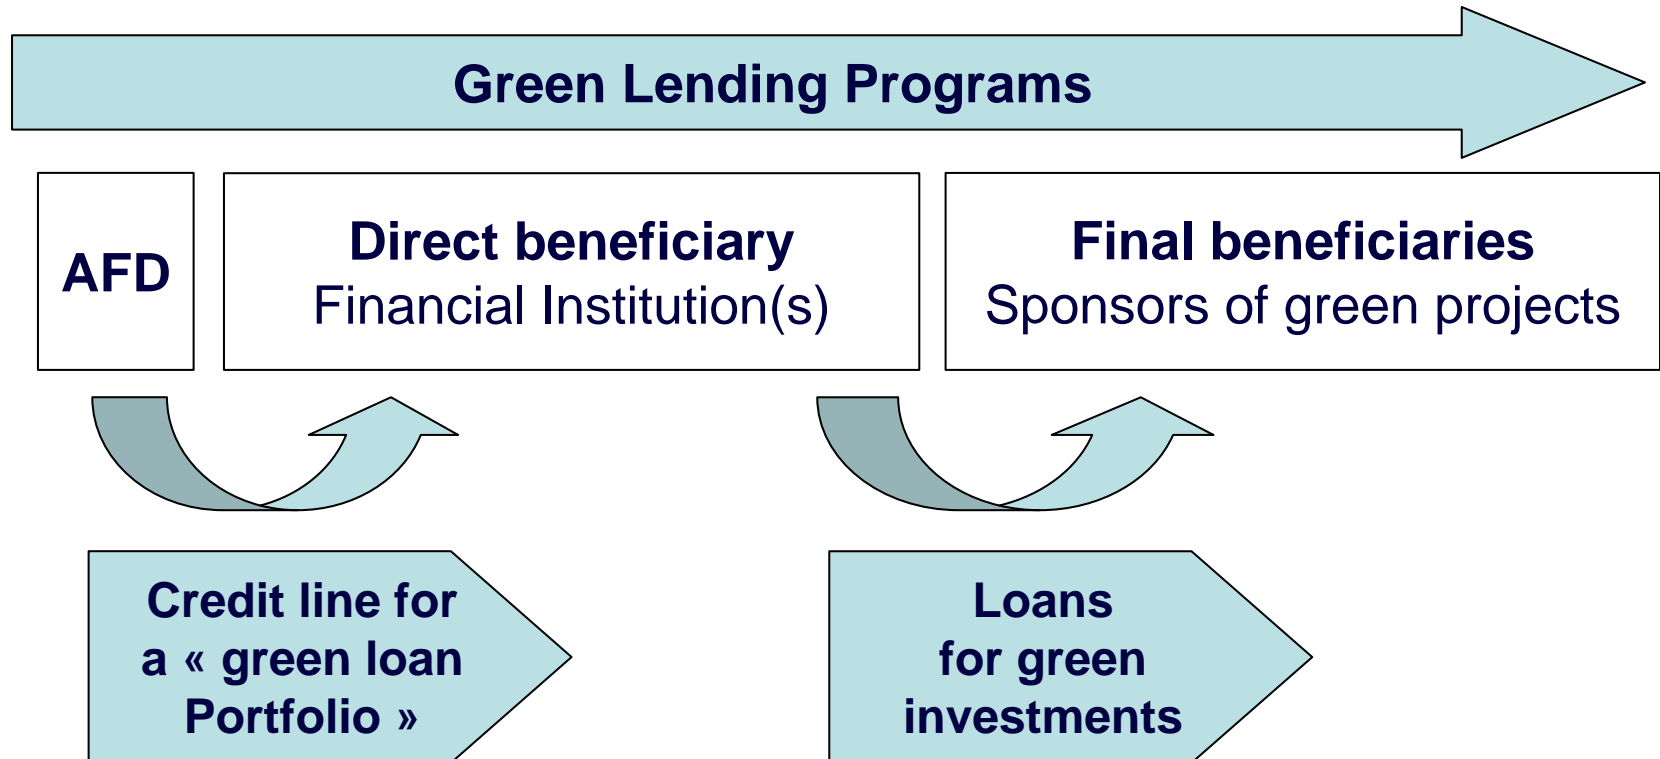 Green Lending Programs
AFD
Direct beneficiary
Financial Institution(s)
Final beneficiaries
Sponsors of green projects
Credit line for
a « green loan
Portfolio »
Loans
for green
investments